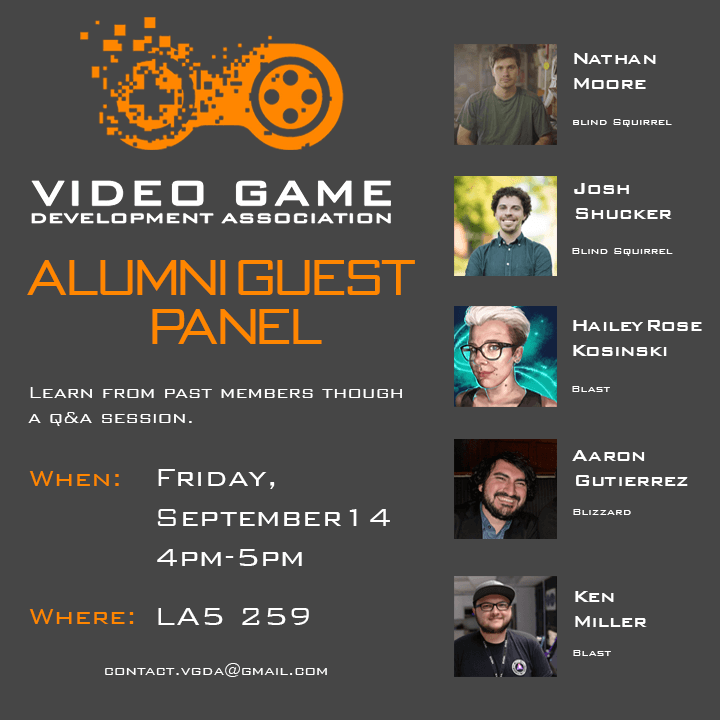 VIDEO GAME
DEVELOPMENT ASSOCIATION
ALUMNI GUEST
PANEL
LEARN FROM PAST MEMBERS THOUGH
A Q&A SESSION.
WHEN: FRIDAY,
SEPTEMBER 14
4PM-5PM
WHERE: LA5 259
CONTACT.VGDA@GMAIL.COM
NATHAN
MOORE
BLIND SQUIRREL
JOSH
SHUCKER
BLIND SQUIRREL
HAILEY ROSE
KOSINSKI
BLAST
AARON
GUTIERREZ
BLIZZARD
KEN
MILLER
BLAST